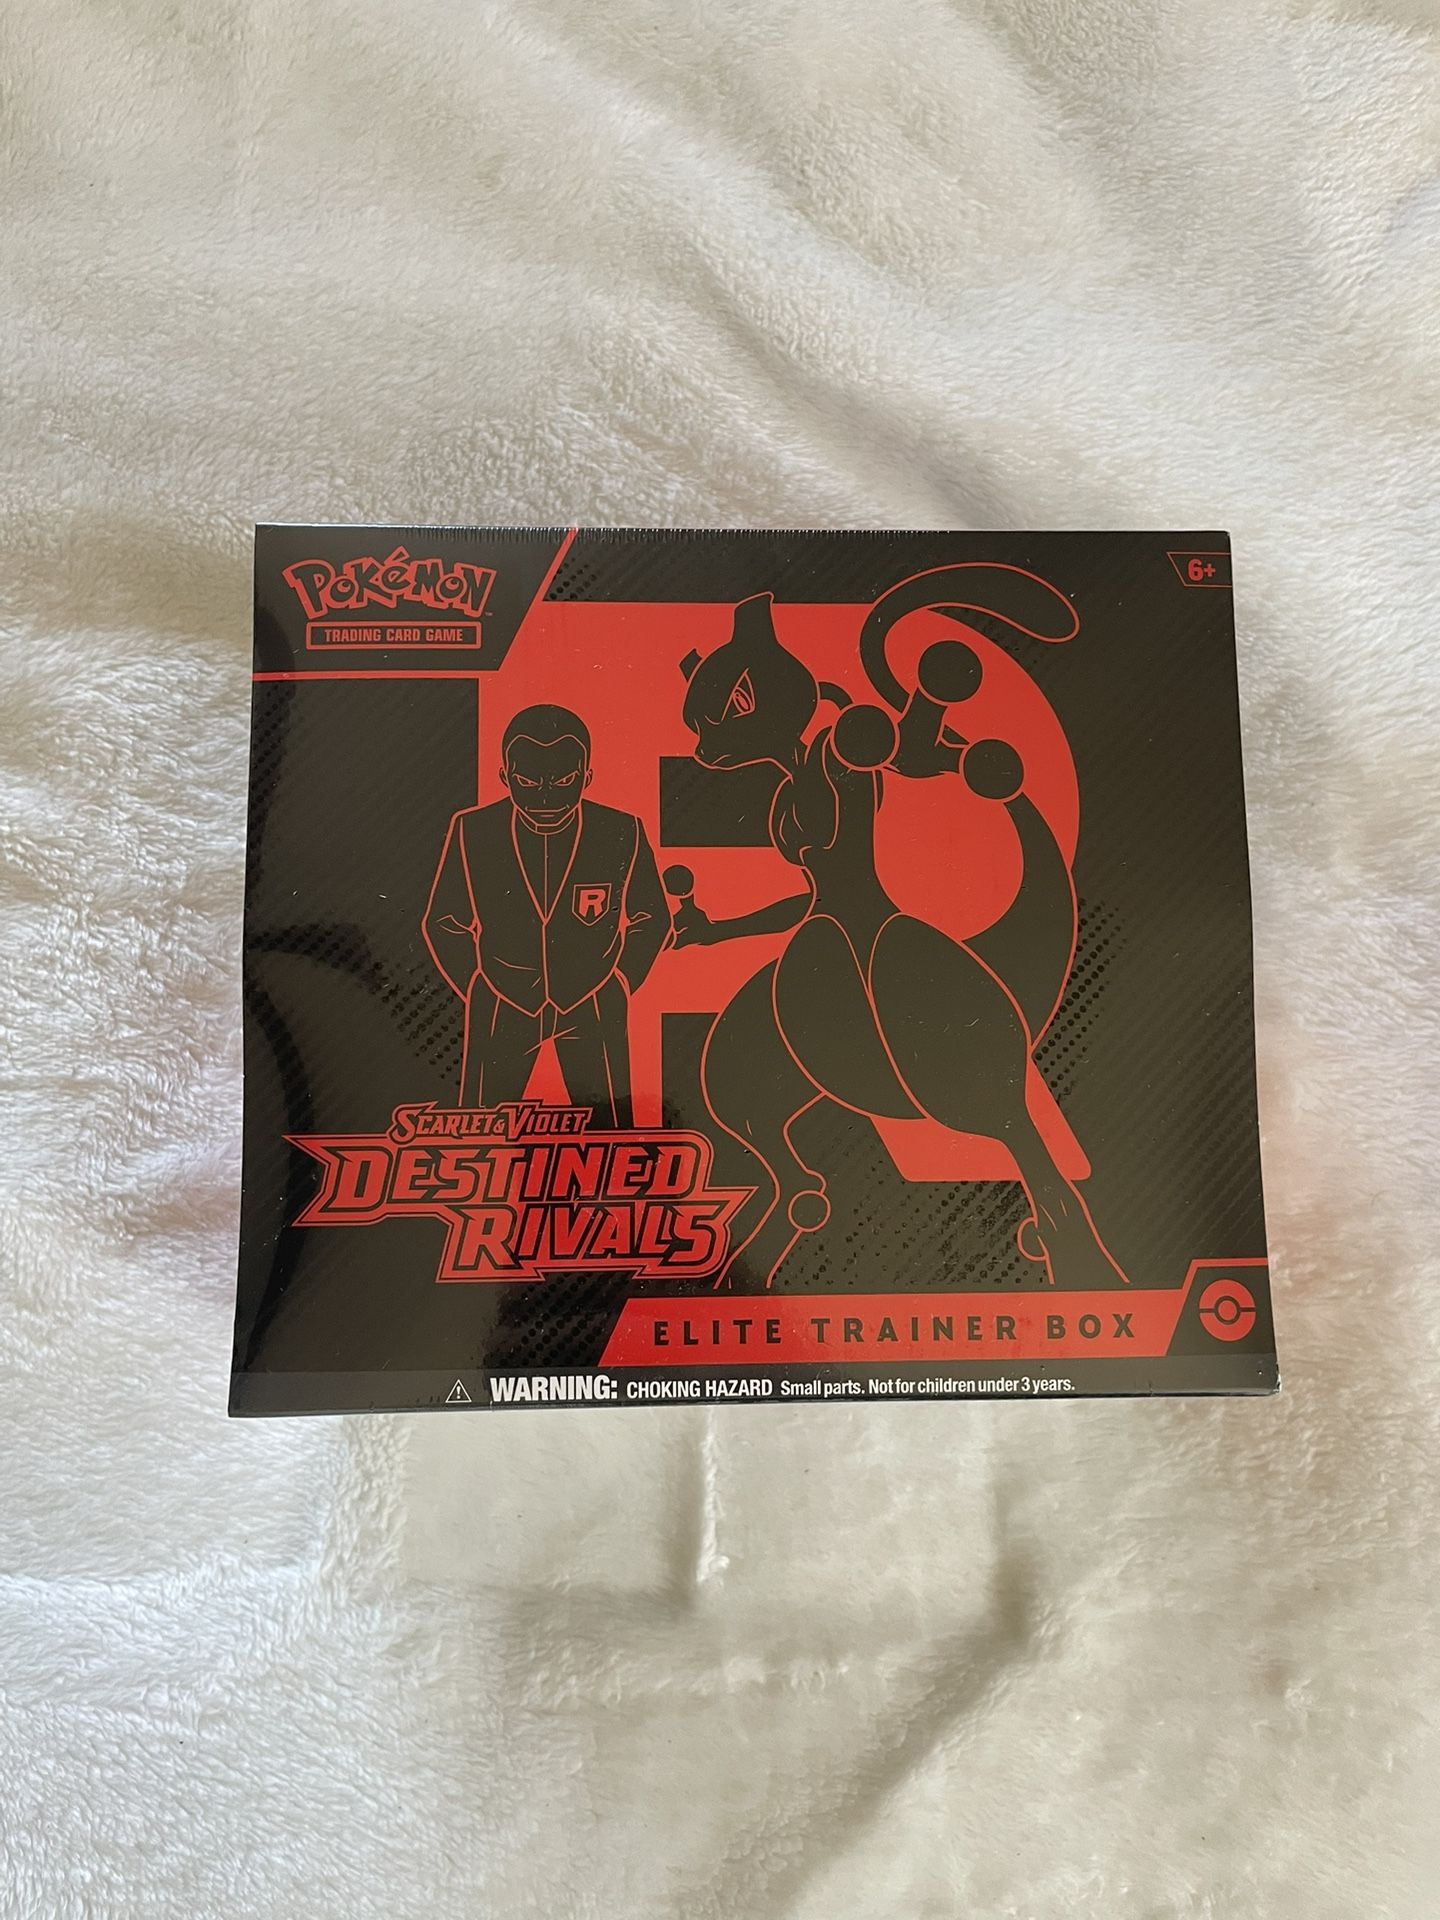 POKéMON
TRADING CARD GAME
6+
R
SCARLET & VIOLET
DESTINED
RIVALS
ELITE TRAINER BOX
WARNING: CHOKING HAZARD Small parts. Not for children under 3 years.